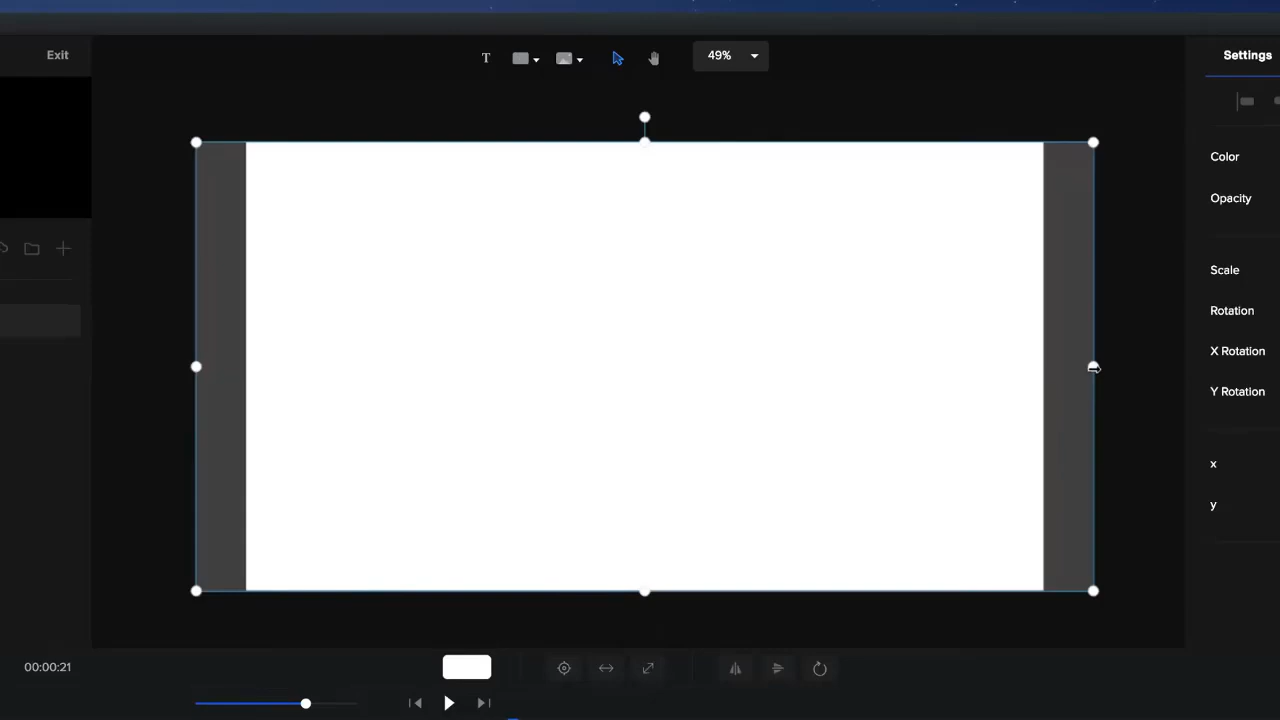 Exit
T
49%
Settings
Color
Opacity
Scale
Rotation
X Rotation
Y Rotation
x
y
00:00:21